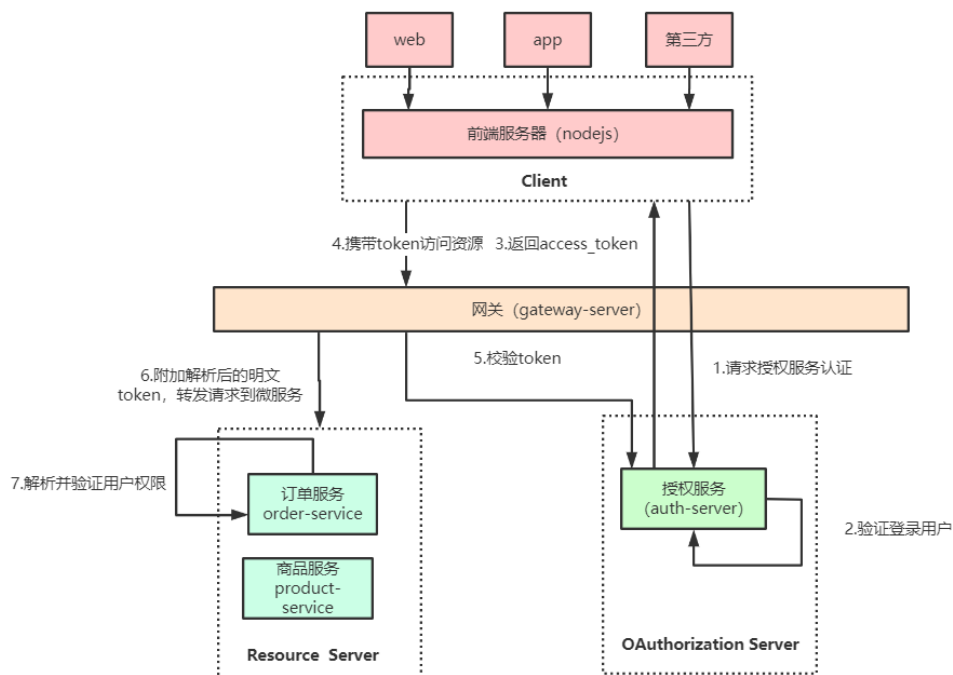 web
app
第三方
前端服务器（nodejs）
Client
4.携带token访问资源
3.返回access_token
网关（gateway-server）
5.校验token
1.请求授权服务认证
6.附加解析后的明文
token，转发请求到微服务
7.解析并验证用户权限
订单服务
order-service
授权服务
(auth-server)
2.验证登录用户
商品服务
product-
service
OAuthorization Server
Resource Server